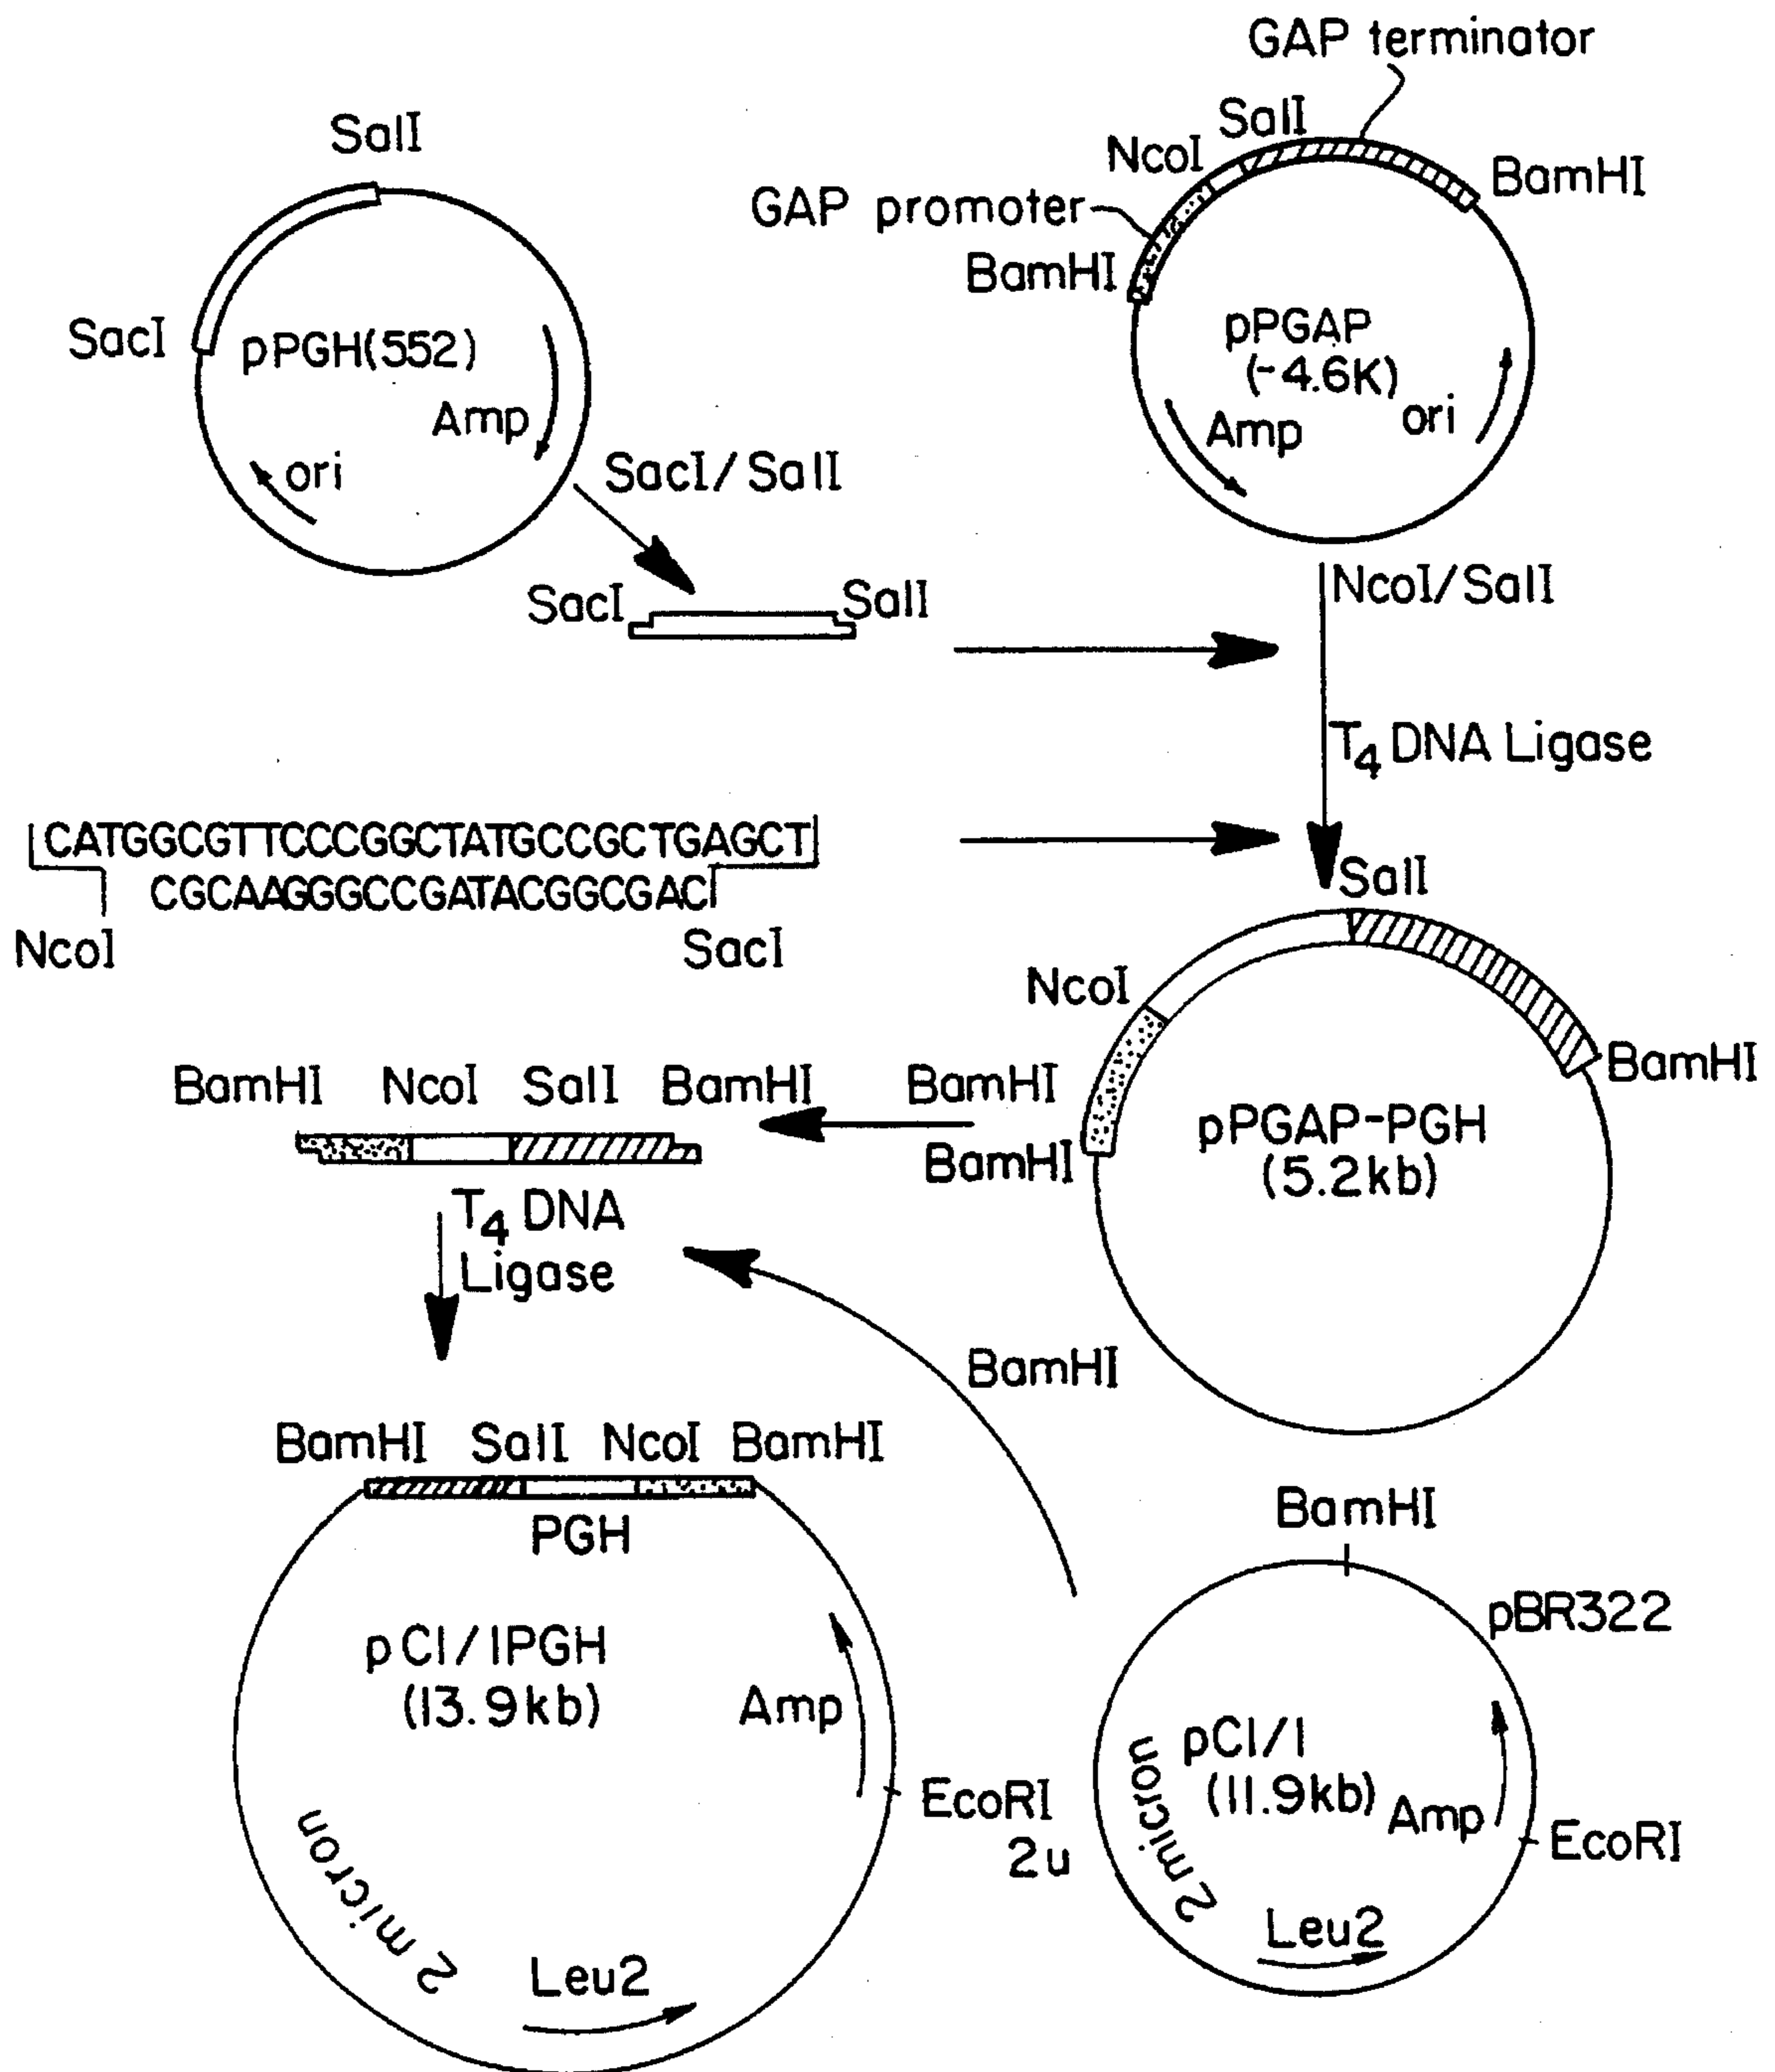 GAP terminator
SalI
SalI
NcoI
BamHI
GAP promoter
BamHI
SacI
pPGH(552)
Amp
ori
pPGAP
(~4.6K)
Amp
ori
SacI/SalI
NcoI/SalI
SacI
SalI
T4 DNA Ligase
CATGGCGTTCCCGGCTATGCCGCTGAGCT
CGCAAGGGCCGATACGGCGAC
NcoI
SacI
SalI
NcoI
BamHI
BamHI
pPGAP-PGH
(5.2kb)
BamHI NcoI SalI BamHI
BamHI
T4 DNA
Ligase
BamHI
BamHI SalI NcoI BamHI
PGH
pCI/IPGH
(13.9kb)
Amp
EcoRI
2u
2 micron
Leu2
BamHI
pBR322
pCI/I
(11.9kb)
Amp
EcoRI
2 micron
Leu2